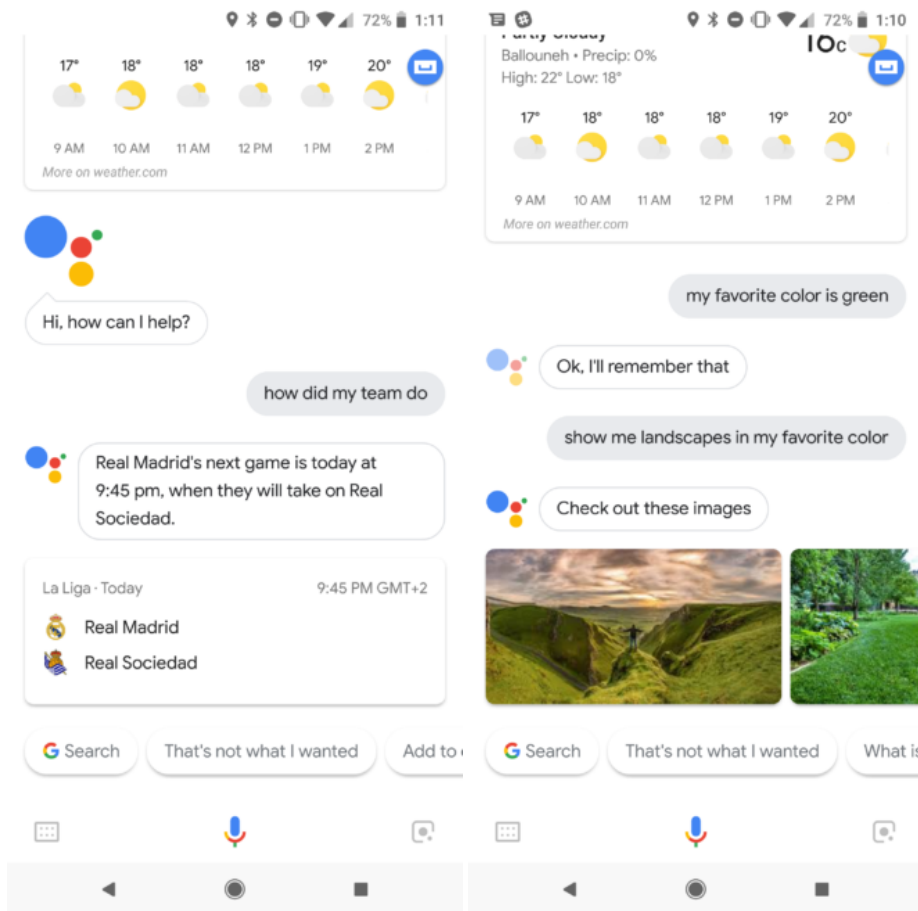 72% 1:11
17° 18° 18° 18° 19° 20°
9 AM 10 AM 11 AM 12 PM 1 PM 2 PM
More on weather.com
Hi, how can I help?
how did my team do
Real Madrid's next game is today at
9:45 pm, when they will take on Real
Sociedad.
La Liga · Today 9:45 PM GMT+2
Real Madrid
Real Sociedad
G Search That's not what I wanted Add to
72% 1:10
Partly Cloudy
Ballouneh • Precip: 0%
High: 22° Low: 18°
17° 18° 18° 18° 19° 20°
9 AM 10 AM 11 AM 12 PM 1 PM 2 PM
More on weather.com
my favorite color is green
Ok, I'll remember that
show me landscapes in my favorite color
Check out these images
G Search That's not what I wanted What is